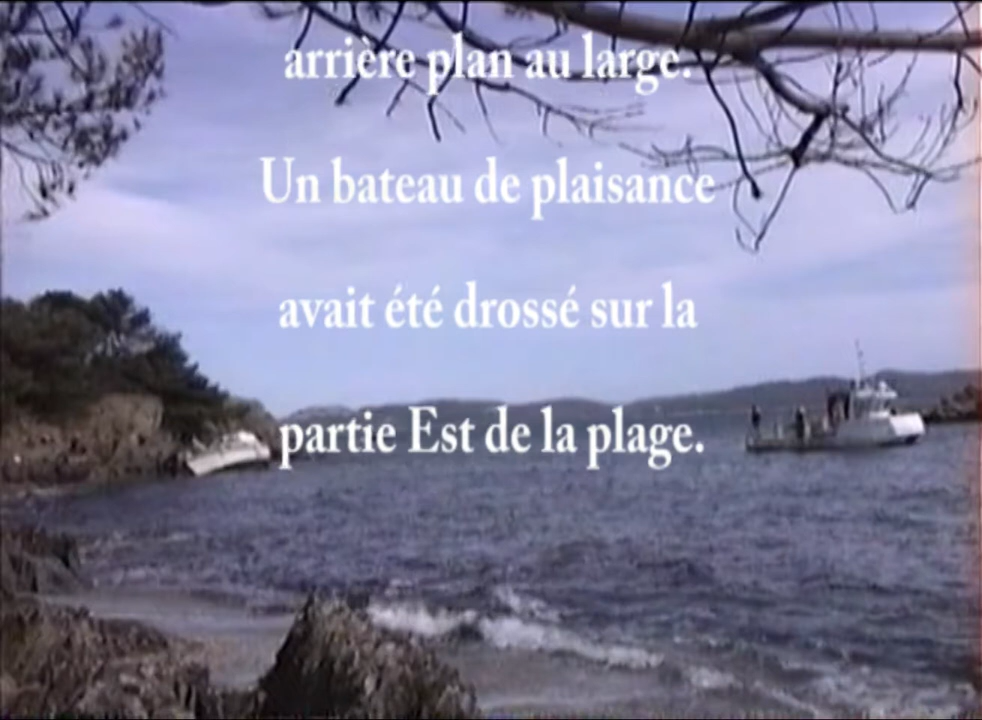 arrière plan au large.
Un bateau de plaisance
avait été drossé sur la
partie Est de la plage.